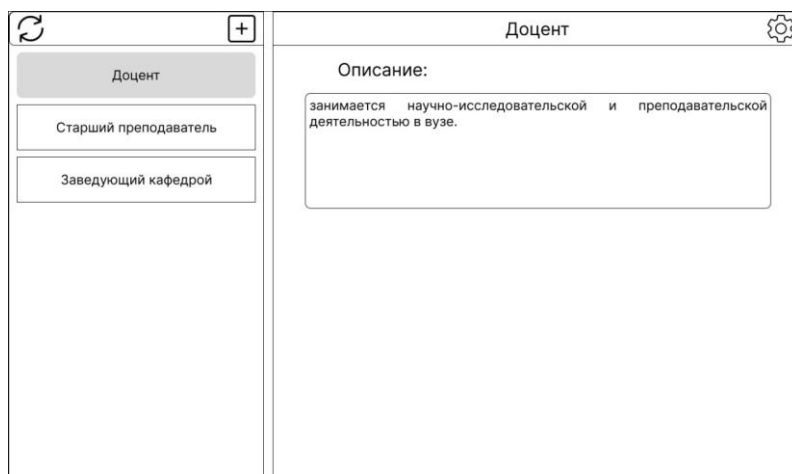 Доцент
Старший преподаватель
Заведующий кафедрой
Доцент
Описание:
занимается научно-исследовательской и преподавательской
деятельностью в вузе.